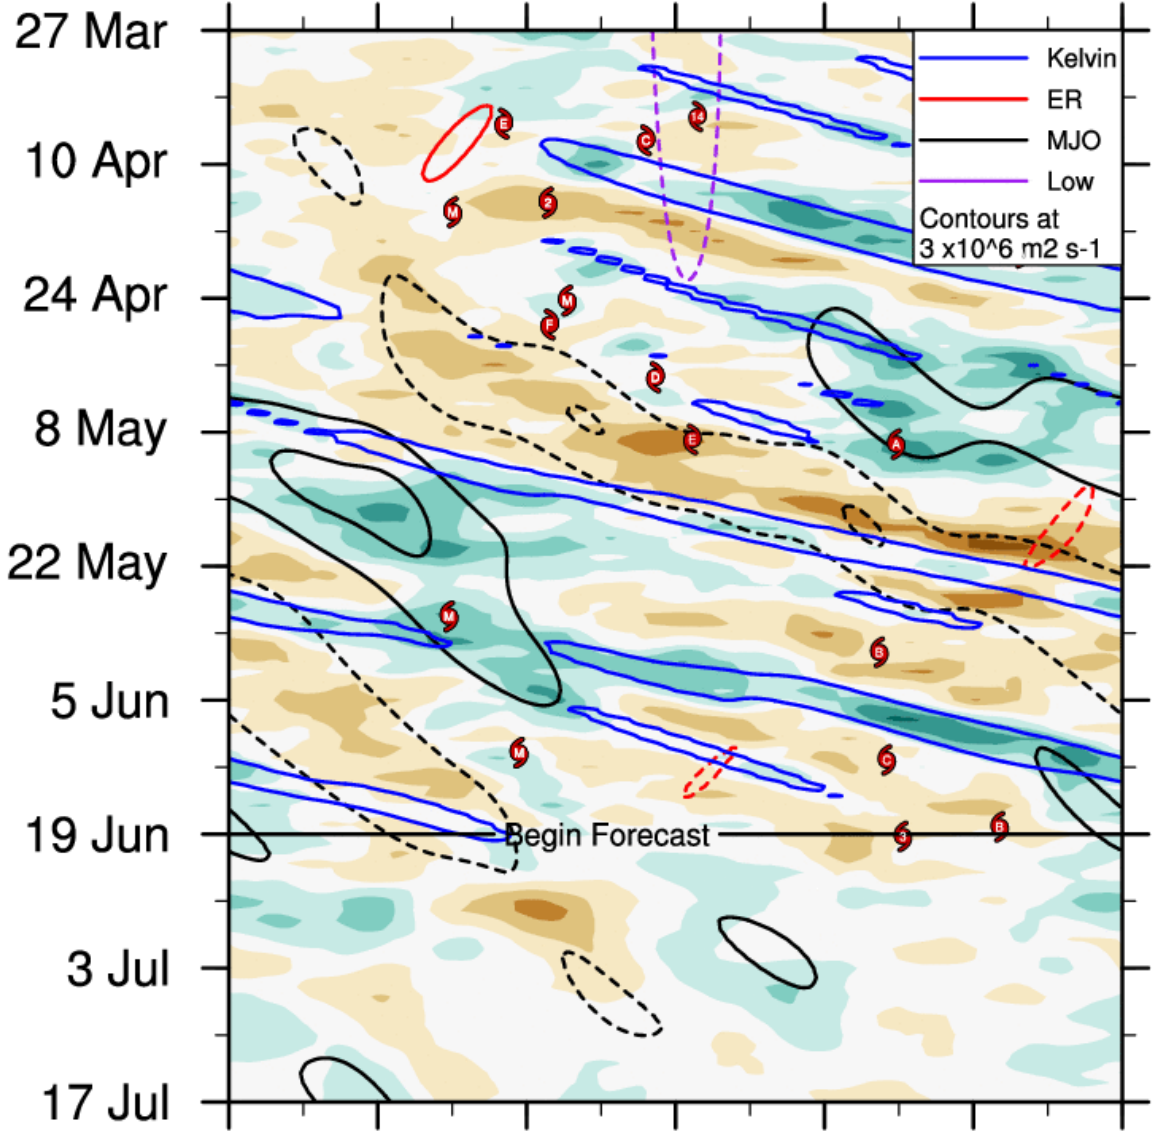 27 Mar
Kelvin
ER
E
14
C
MJO
10 Apr
Low
M
2
Contours at
3 x10^6 m2 s-1
24 Apr
M
F
D
8 May
E
A
22 May
M
B
5 Jun
M
C
19 Jun
Begin Forecast
3
B
3 Jul
17 Jul